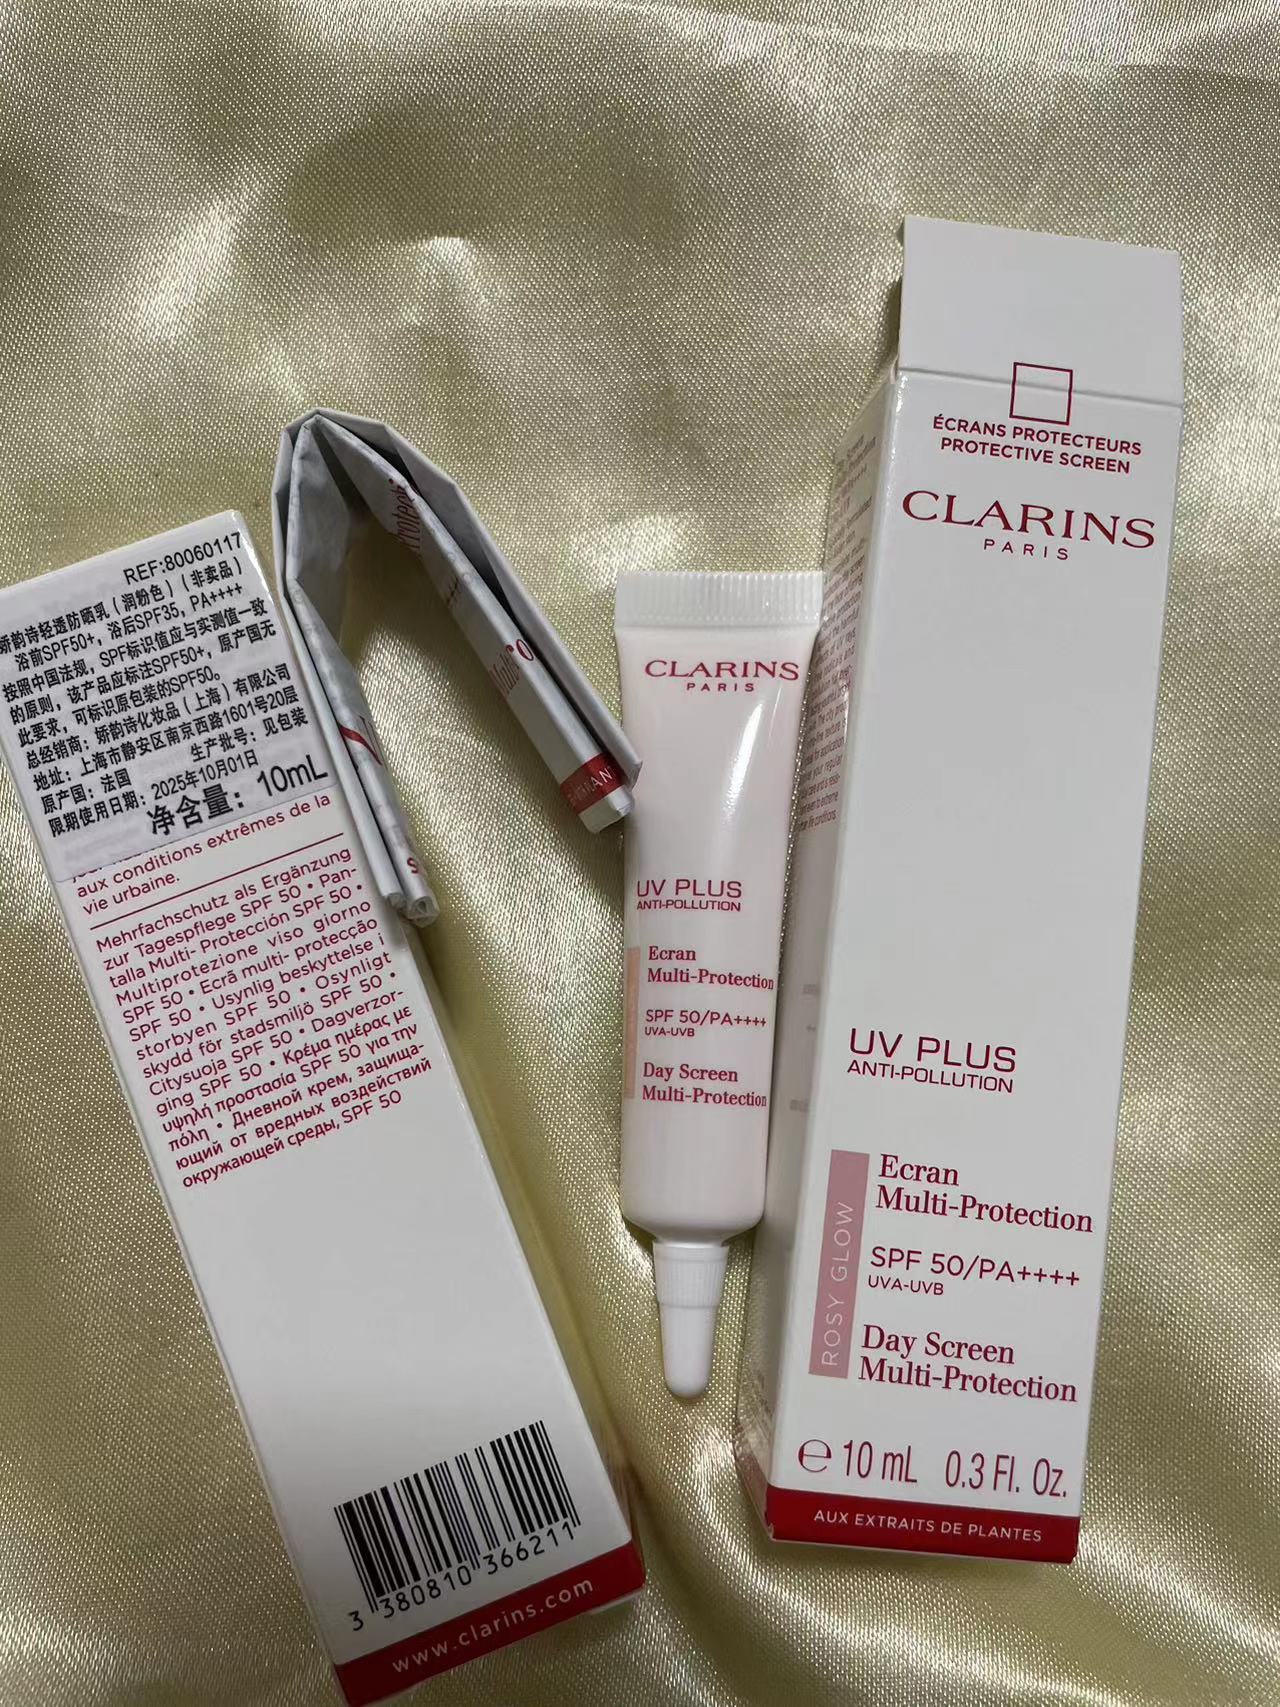 REF:80060117
娇韵诗轻透防晒乳（润粉色）（非卖品）
浴前SPF50+，浴后SPF35，PA++++
按照中国法规，SPF标识值应与实测值一致
的原则，该产品应标注SPF50+，原产国无
此要求，可标识原包装的SPF50。
总经销商：娇韵诗化妆品（上海）有限公司
地址：上海市静安区南京西路1601号20层
原产国：法国 生产批号：见包装
限期使用日期：2025年10月01日
净含量：10mL
aux conditions extrêmes de la
vie urbaine.
Mehrfachschutz als Ergänzung
zur Tagespflege SPF 50 • Pan-
talla Multi- Protección SPF 50 •
Multiprotezione viso giorno
SPF 50 • Ecrã multi- protecção
SPF 50 • Usynlig beskyttelse i
storbyen SPF 50 • Osynligt
skydd för stadsmiljö SPF 50 •
Citysuoja SPF 50 • Dagverzor-
ging SPF 50 • Κρέμα ημέρας με
υψηλή προστασία SPF 50 για την
πόλη • Дневной крем, защища-
ющий от вредных воздействий
окружающей среды, SPF 50
3 380810 366211
www.clarins.com
CLARINS
PARIS
UV PLUS
ANTI-POLLUTION
Ecran
Multi-Protection
SPF 50/PA++++
UVA-UVB
Day Screen
Multi-Protection
ÉCRANS PROTECTEURS
PROTECTIVE SCREEN
CLARINS
PARIS
UV PLUS
ANTI-POLLUTION
ROSY GLOW
Ecran
Multi-Protection
SPF 50/PA++++
UVA-UVB
Day Screen
Multi-Protection
e 10 mL 0.3 Fl. Oz.
AUX EXTRAITS DE PLANTES